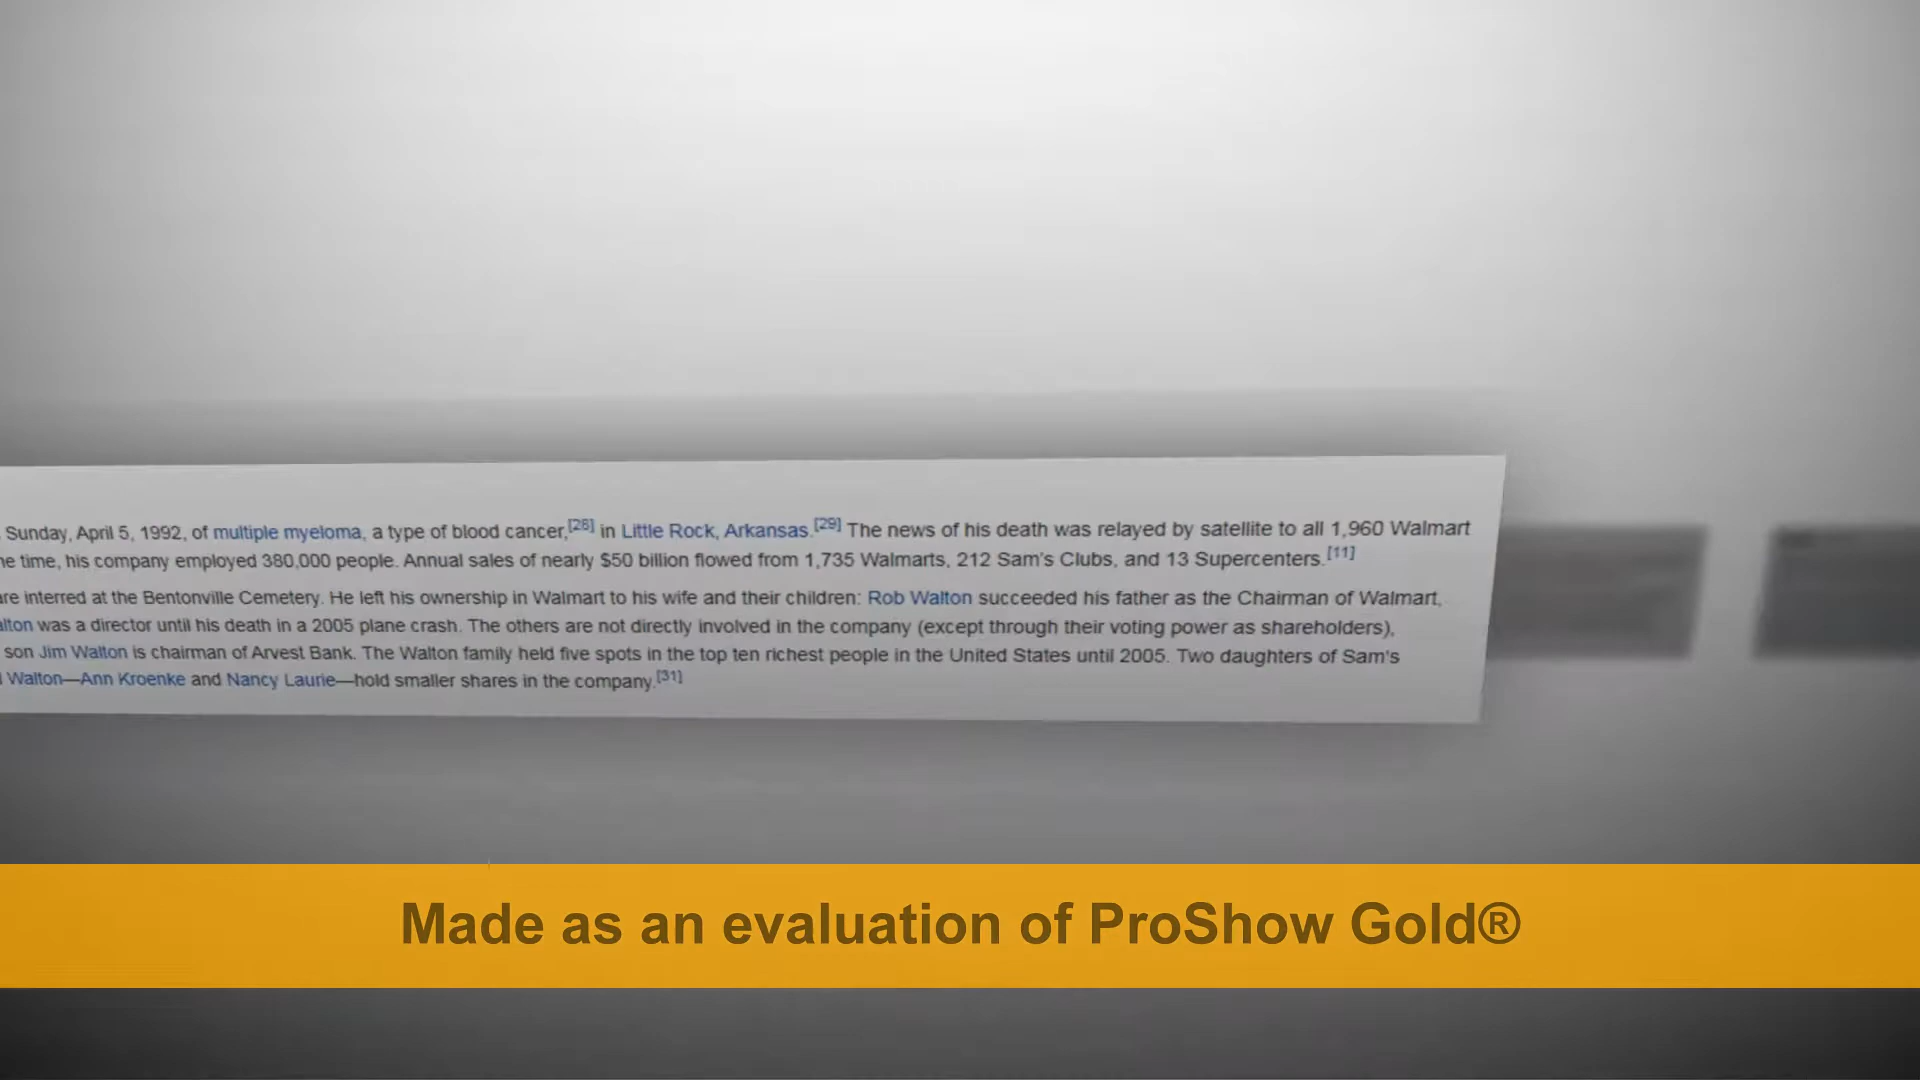 Sunday, April 5, 1992, of multiple myeloma, a type of blood cancer,[28] in Little Rock, Arkansas.[29] The news of his death was relayed by satellite to all 1,960 Walmart
time, his company employed 380,000 people. Annual sales of nearly $50 billion flowed from 1,735 Walmarts, 212 Sam's Clubs, and 13 Supercenters.[11]
interred at the Bentonville Cemetery. He left his ownership in Walmart to his wife and their children: Rob Walton succeeded his father as the Chairman of Walmart,
was a director until his death in a 2005 plane crash. The others are not directly involved in the company (except through their voting power as shareholders),
son Jim Walton is chairman of Arvest Bank. The Walton family held five spots in the top ten richest people in the United States until 2005. Two daughters of Sam's
Walton—Ann Kroenke and Nancy Laurie—hold smaller shares in the company.[31]
Made as an evaluation of ProShow Gold®